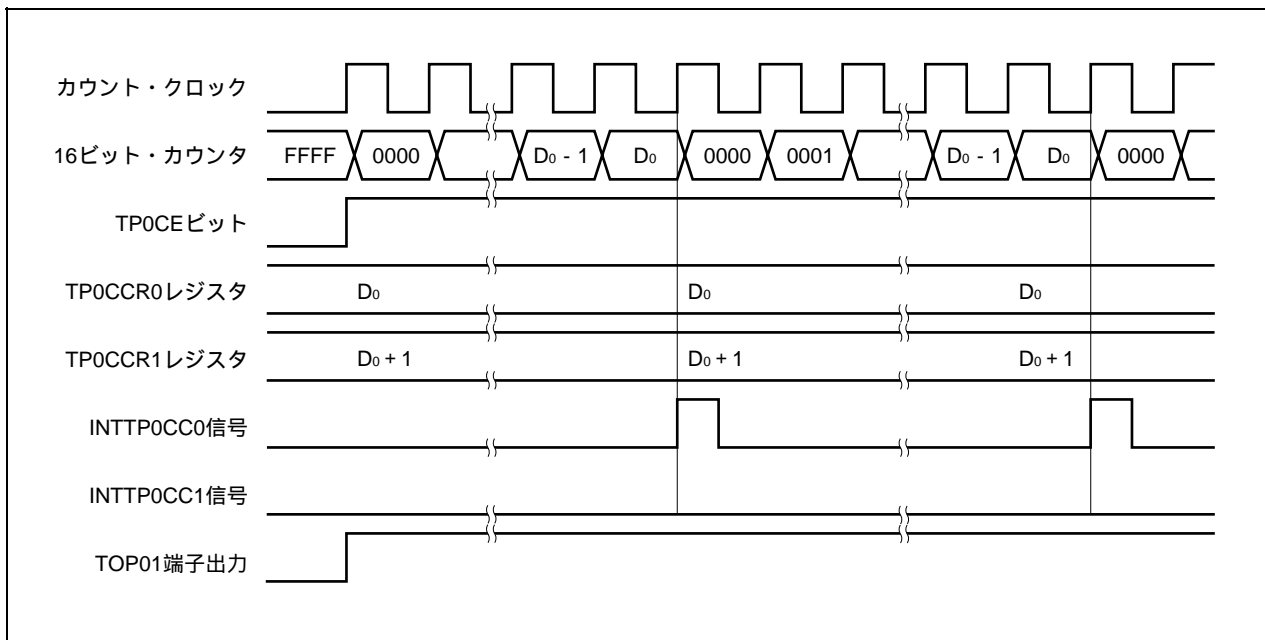 カウント・クロック
16ビット・カウンタ FFFF 0000 D₀ - 1 D₀ 0000 0001 D₀ - 1 D₀ 0000
TP0CEビット
TP0CCR0レジスタ D₀ D₀ D₀
TP0CCR1レジスタ D₀ + 1 D₀ + 1 D₀ + 1
INTTP0CC0信号
INTTP0CC1信号
TOP01端子出力